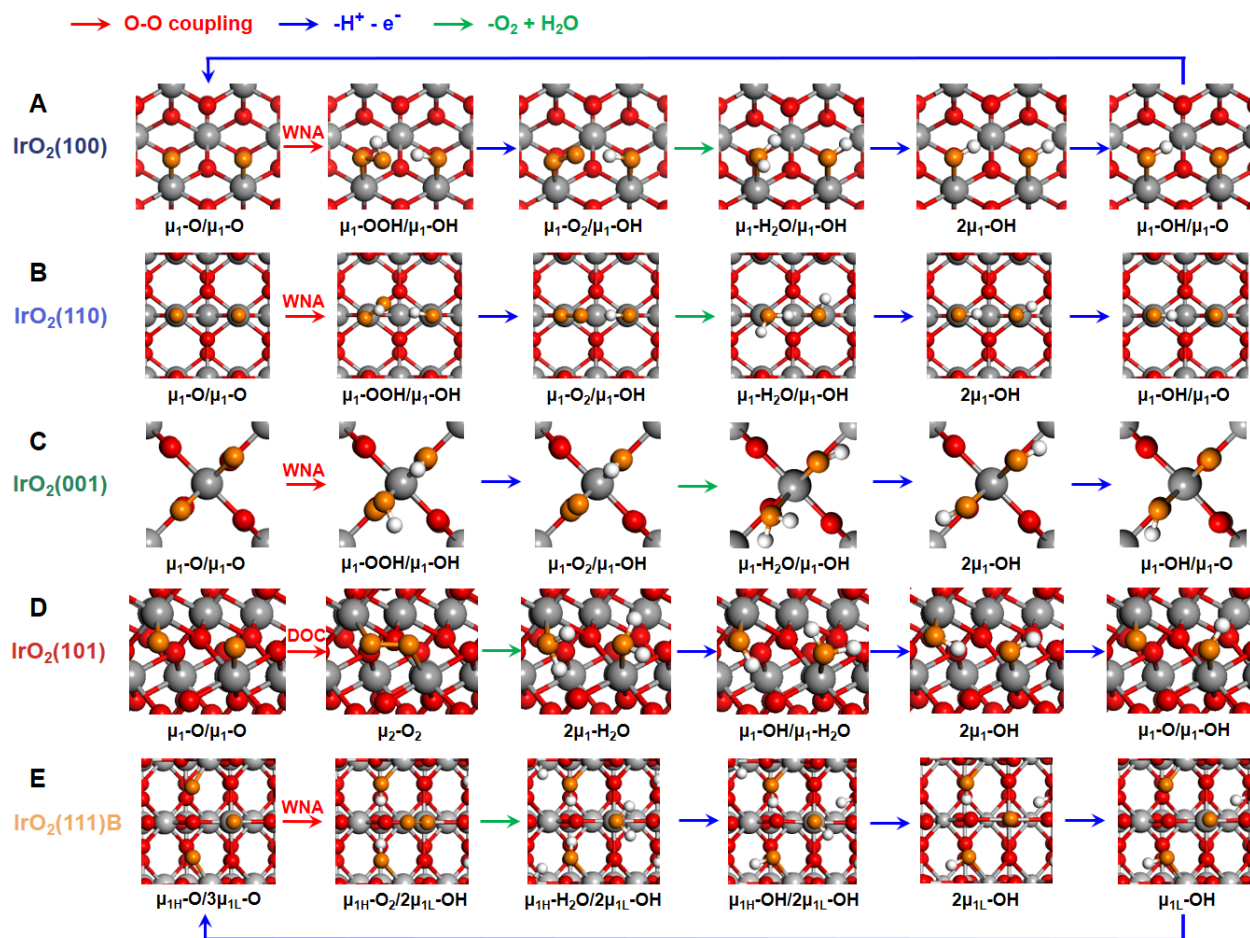 O-O coupling -H⁺ - e⁻ -O₂ + H₂O
A
IrO₂(100)
WNA
μ₁-O/μ₁-O μ₁-OOH/μ₁-OH μ₁-O₂/μ₁-OH μ₁-H₂O/μ₁-OH 2μ₁-OH μ₁-OH/μ₁-O
B
IrO₂(110)
WNA
μ₁-O/μ₁-O μ₁-OOH/μ₁-OH μ₁-O₂/μ₁-OH μ₁-H₂O/μ₁-OH 2μ₁-OH μ₁-OH/μ₁-O
C
IrO₂(001)
WNA
μ₁-O/μ₁-O μ₁-OOH/μ₁-OH μ₁-O₂/μ₁-OH μ₁-H₂O/μ₁-OH 2μ₁-OH μ₁-OH/μ₁-O
D
IrO₂(101)
DOC
μ₁-O/μ₁-O μ₂-O₂ 2μ₁-H₂O μ₁-OH/μ₁-H₂O 2μ₁-OH μ₁-O/μ₁-OH
E
IrO₂(111)B
WNA
μ₁H-O/3μ₁L-O μ₁H-O₂/2μ₁L-OH μ₁H-H₂O/2μ₁L-OH μ₁H-OH/2μ₁L-OH 2μ₁L-OH μ₁L-OH